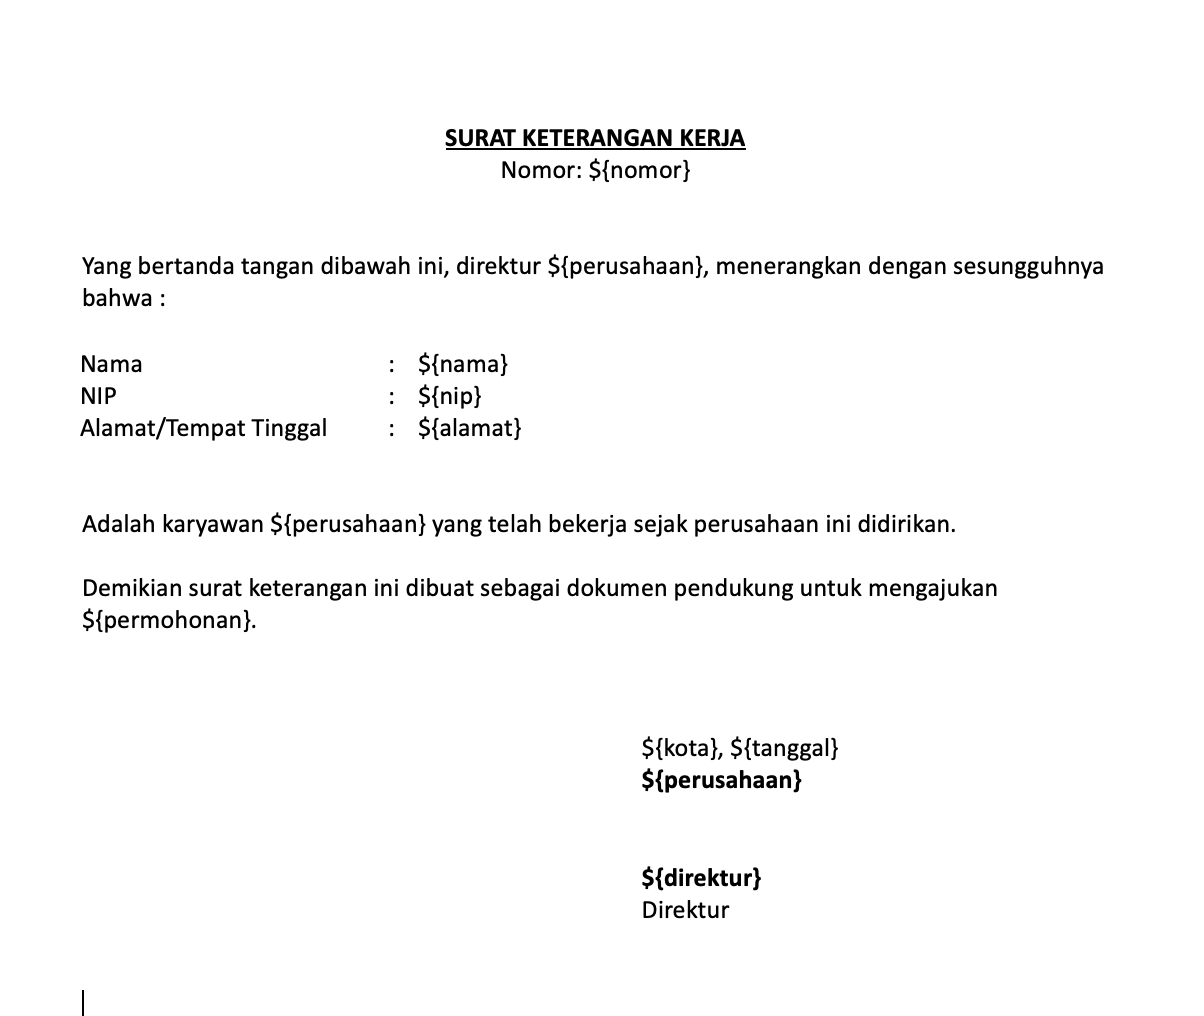 SURAT KETERANGAN KERJA
Nomor: ${nomor}
Yang bertanda tangan dibawah ini, direktur ${perusahaan}, menerangkan dengan sesungguhnya
bahwa :
Nama : ${nama}
NIP : ${nip}
Alamat/Tempat Tinggal : ${alamat}
Adalah karyawan ${perusahaan} yang telah bekerja sejak perusahaan ini didirikan.
Demikian surat keterangan ini dibuat sebagai dokumen pendukung untuk mengajukan
${permohonan}.
${kota}, ${tanggal}
${perusahaan}
${direktur}
Direktur